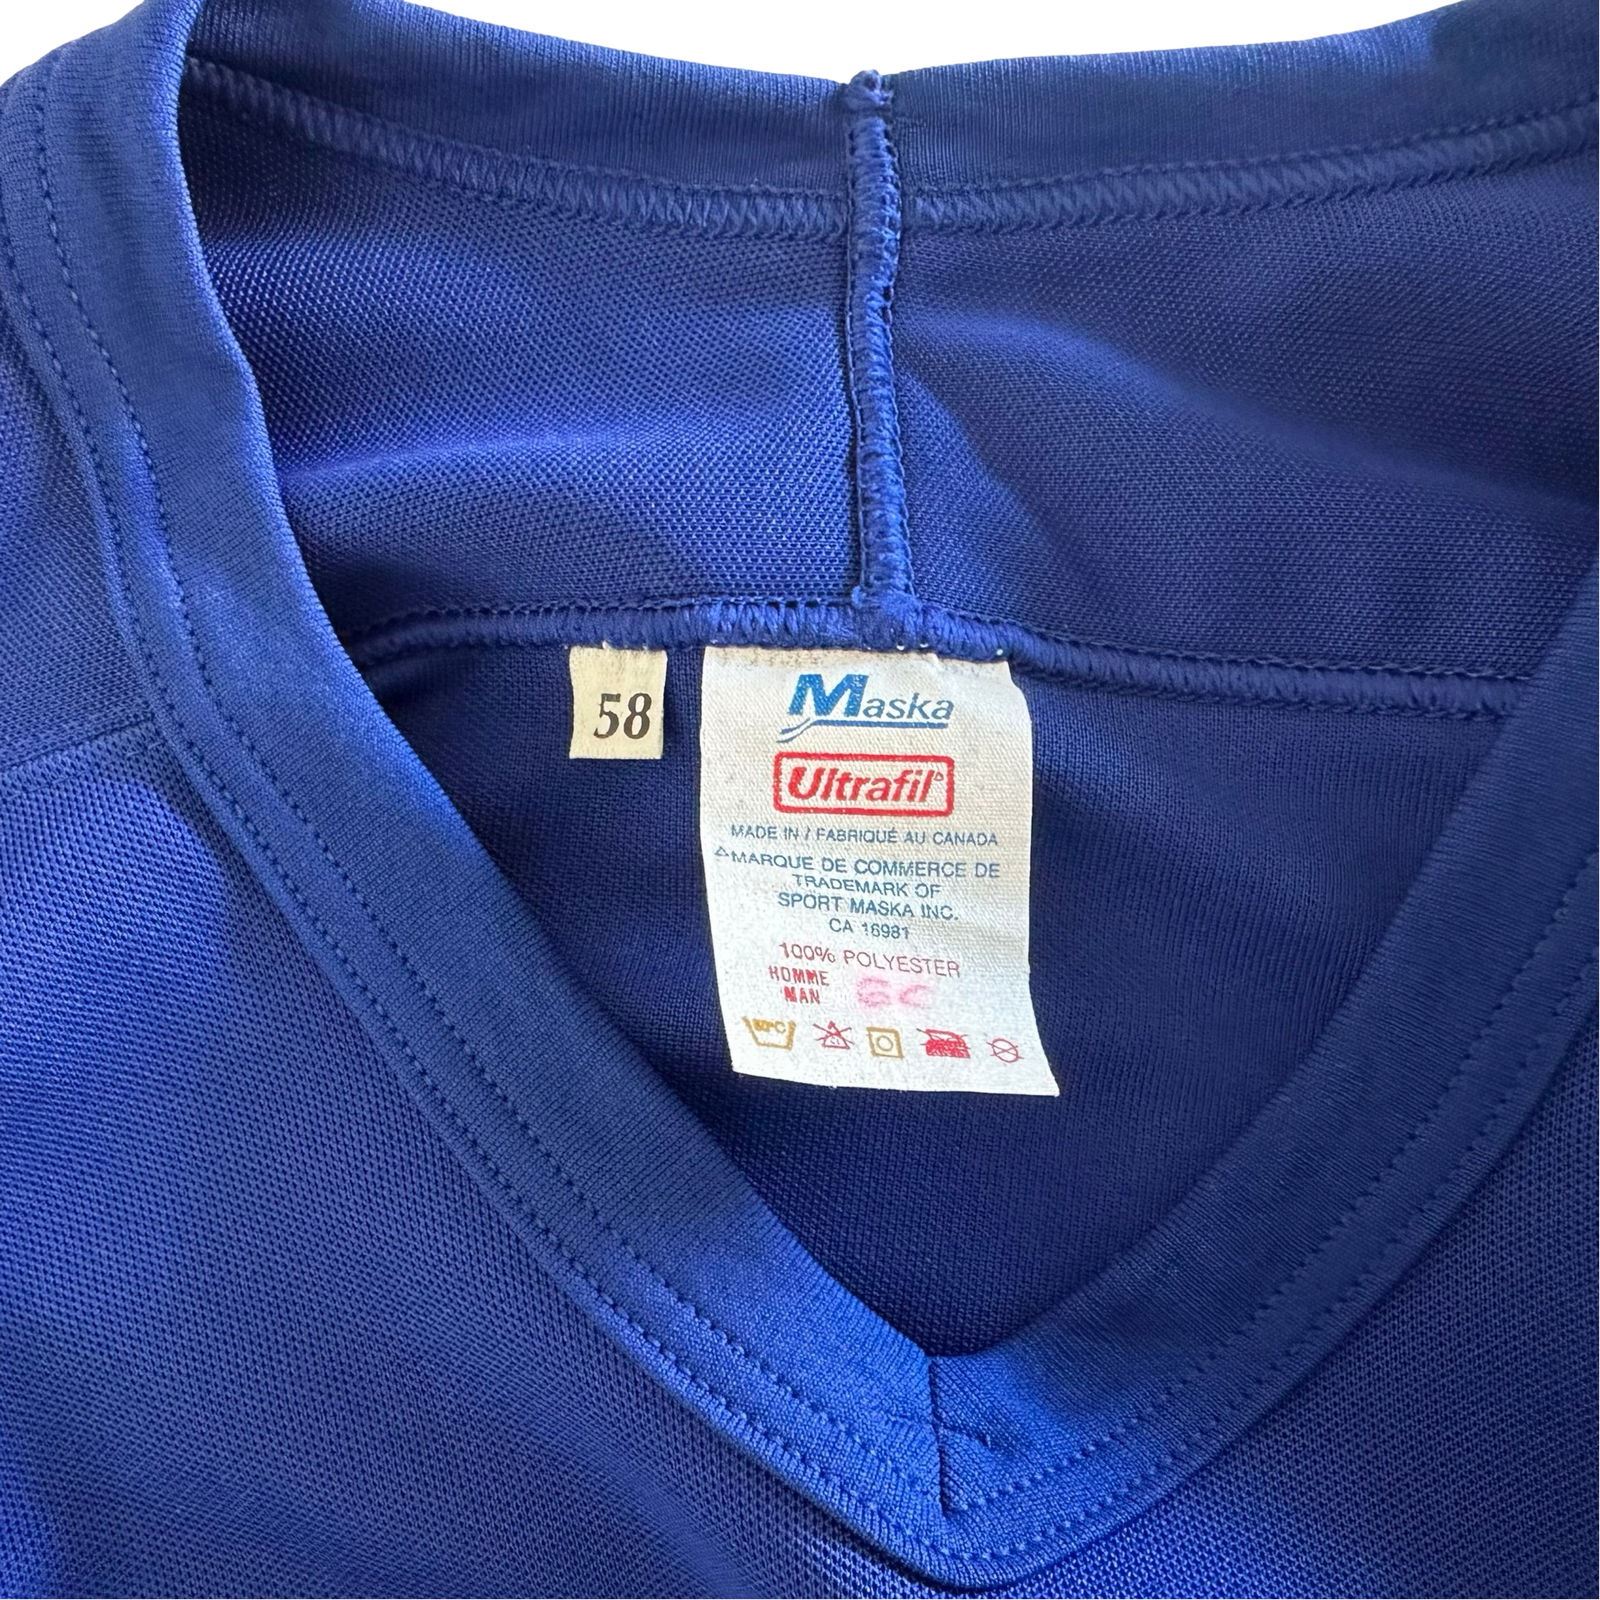 58
Maska
Ultrafil△
MADE IN / FABRIQUÉ AU CANADA
△MARQUE DE COMMERCE DE
TRADEMARK OF
SPORT MASKA INC.
CA 16981
100% POLYESTER
HOMME
MAN